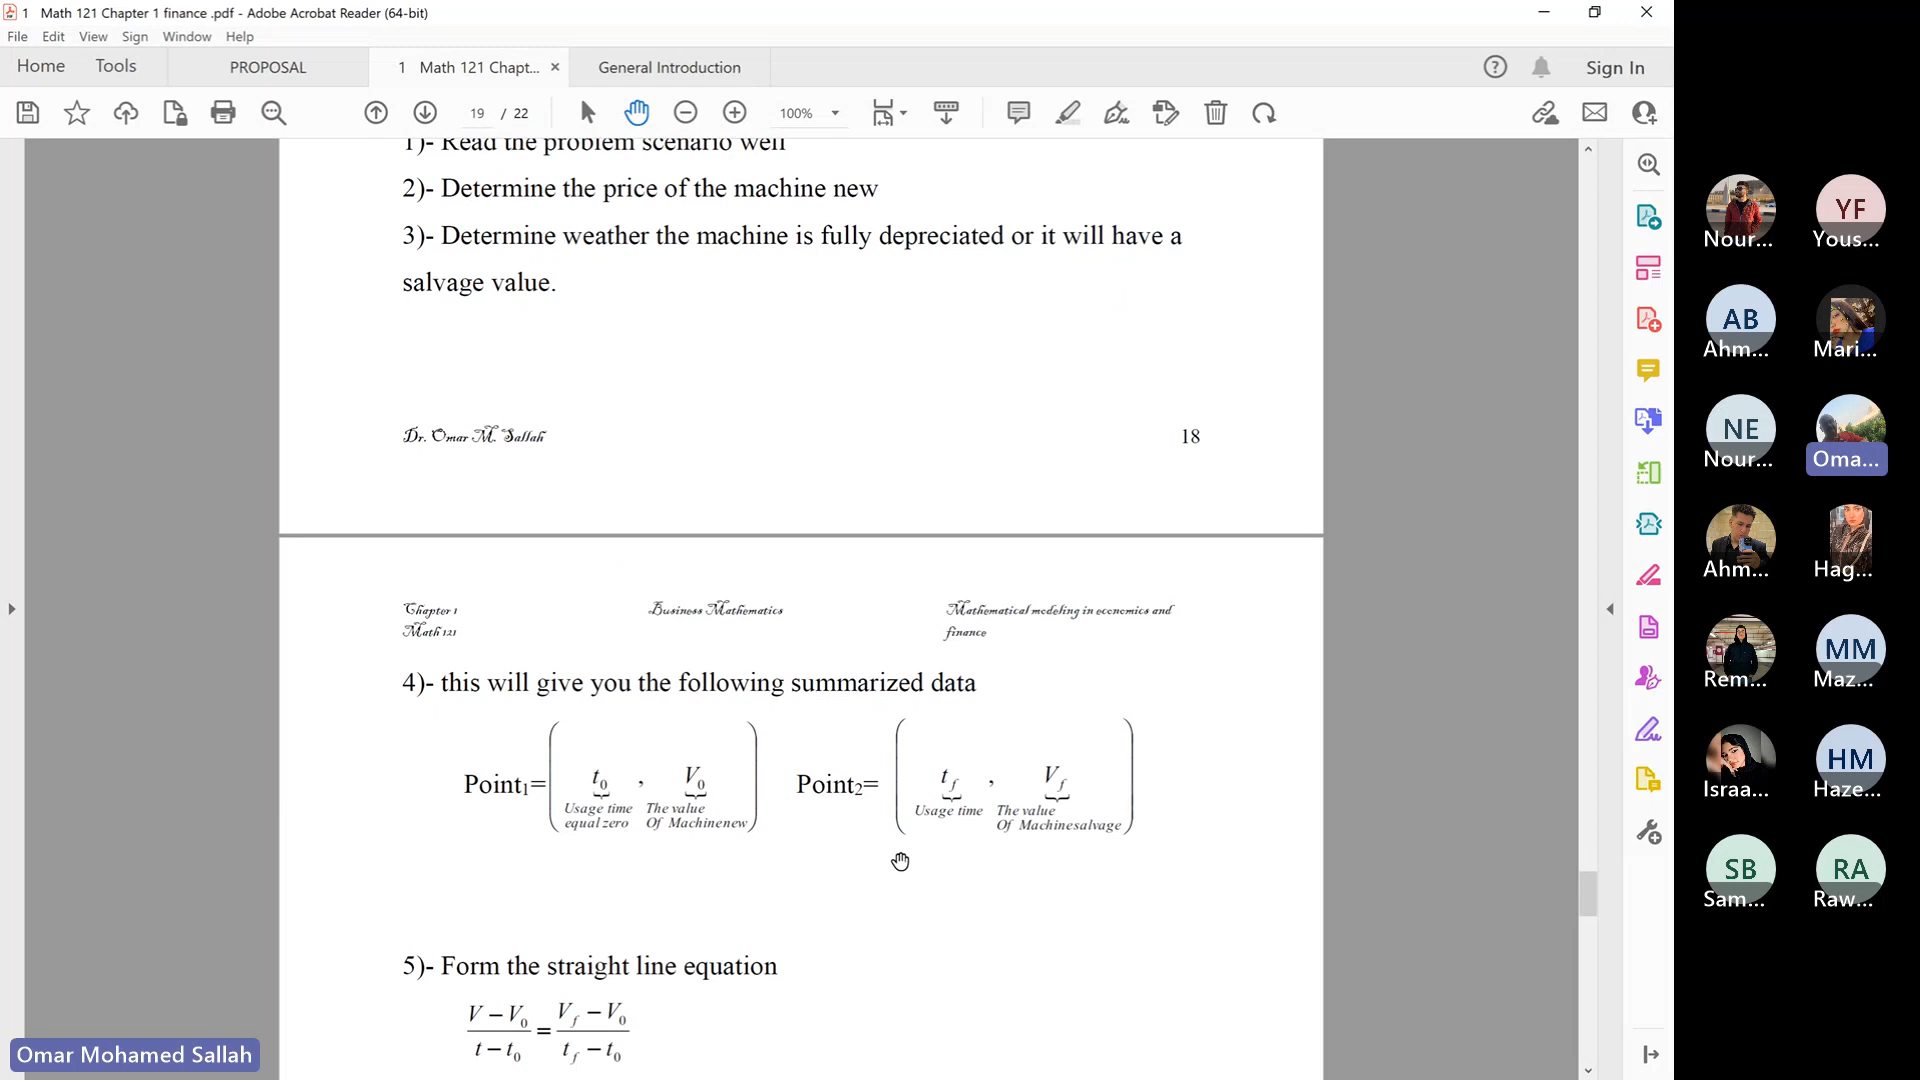 1   Math 121 Chapter 1 finance .pdf - Adobe Acrobat Reader (64-bit)
File Edit View Sign Window Help
Home Tools PROPOSAL 1   Math 121 Chapt... × General Introduction Sign In
19 / 22 100%
1)- Read the problem scenario well
2)- Determine the price of the machine new
3)- Determine weather the machine is fully depreciated or it will have a
salvage value.
Dr. Omar M. Sallah 18
Chapter 1 Business Mathematics Mathematical modeling in economics and
Math 121 finance
4)- this will give you the following summarized data
Point1= ( t0 , V0 ) Point2= ( tf , Vf )
Usage time The value Usage time The value
equal zero Of Machinenew Of Machinesalvage
5)- Form the straight line equation
V − V0 = Vf − V0
t − t0 tf − t0
Omar Mohamed Sallah
Nour... YF Yous...
AB Ahm... Mari...
NE Nour... Oma...
Ahm... Hag...
Rem... MM Maz...
Israa... HM Haze...
SB Sam... RA Raw...